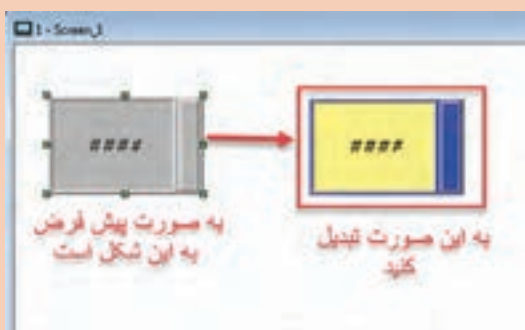 1 - Screen_1
####
####
به صورت پیش فرض
به این شکل است
به این صورت تبدیل
کنید